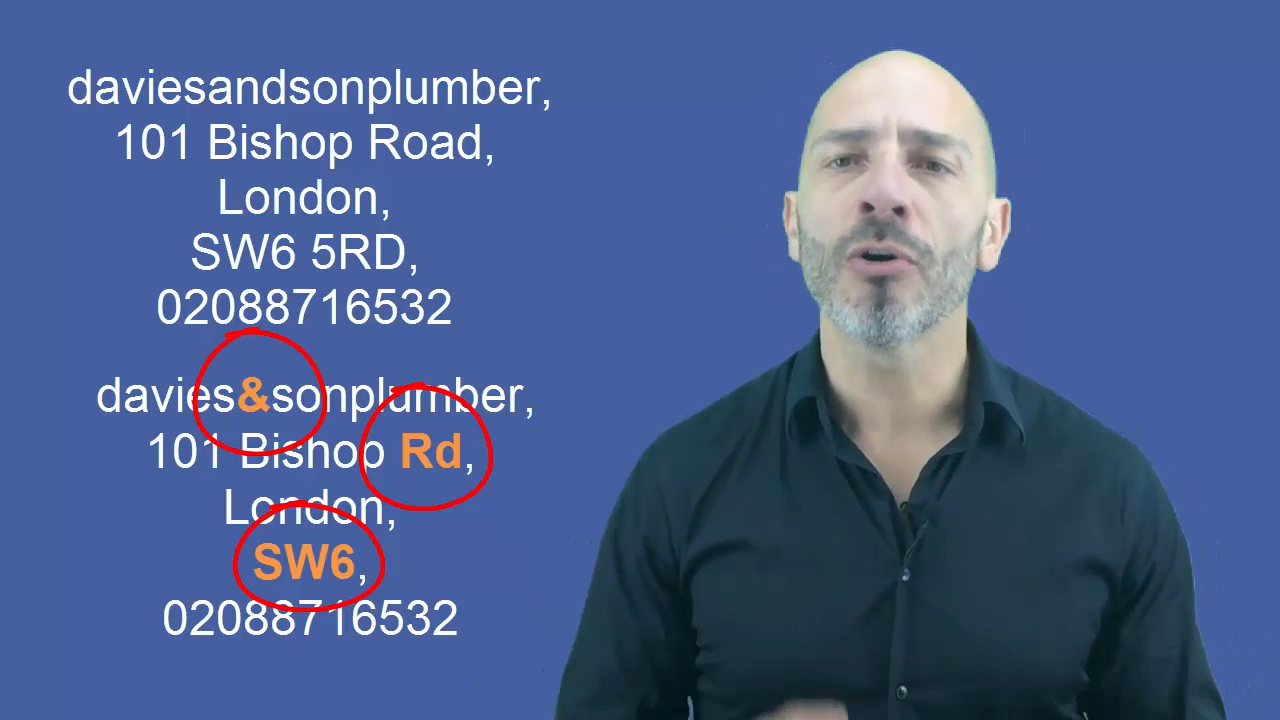 daviesandsonplumber,
101 Bishop Road,
London,
SW6 5RD,
02088716532
davies&sonplumber,
101 Bishop Rd,
London,
SW6,
02088716532